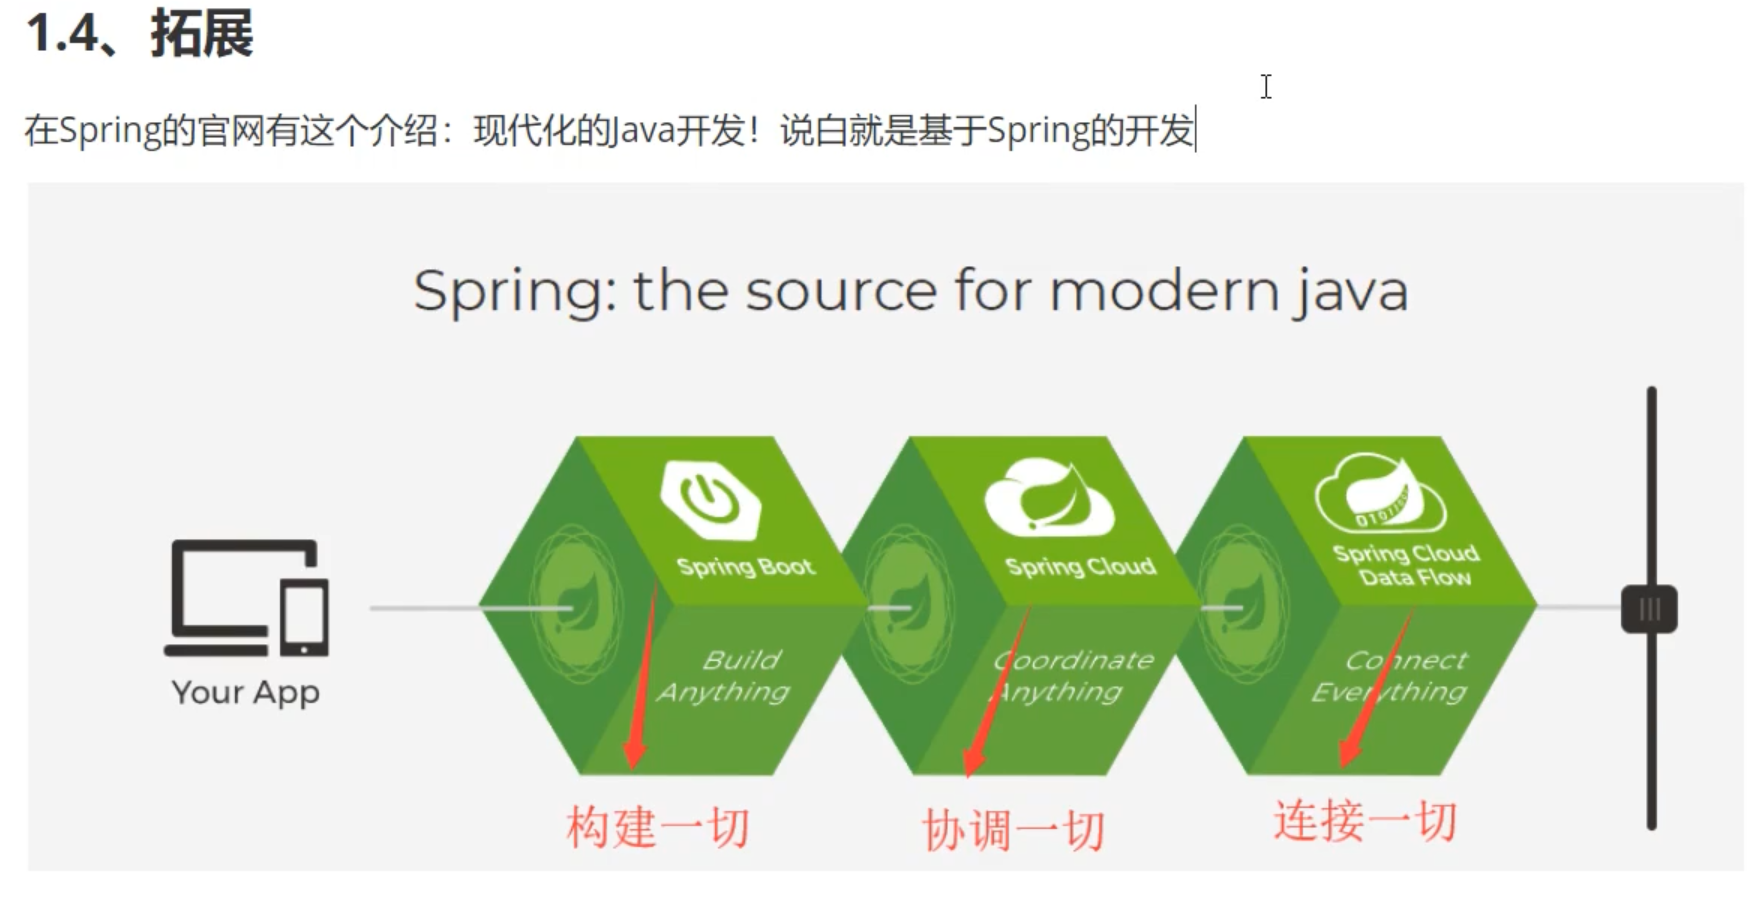 1.4、拓展
在Spring的官网有这个介绍：现代化的Java开发！说白就是基于Spring的开发
Spring: the source for modern java
Your App
Spring Boot
Build
Anything
构建一切
Spring Cloud
Coordinate
Anything
协调一切
Spring Cloud
Data Flow
Connect
Everything
连接一切